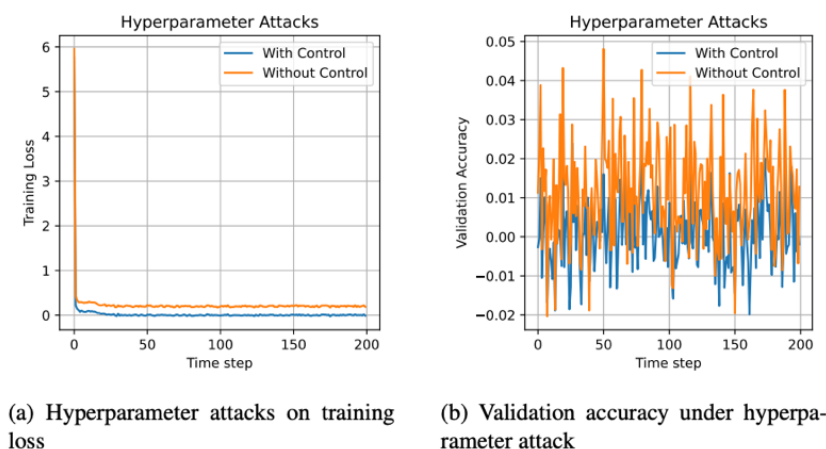 Hyperparameter Attacks
With Control
Without Control
Training Loss
6
5
4
3
2
1
0
0 50 100 150 200
Time step
Hyperparameter Attacks
With Control
Without Control
Validation Accuracy
0.05
0.04
0.03
0.02
0.01
0.00
−0.01
−0.02
0 50 100 150 200
Time step
(a) Hyperparameter attacks on training
loss
(b) Validation accuracy under hyperpa-
rameter attack